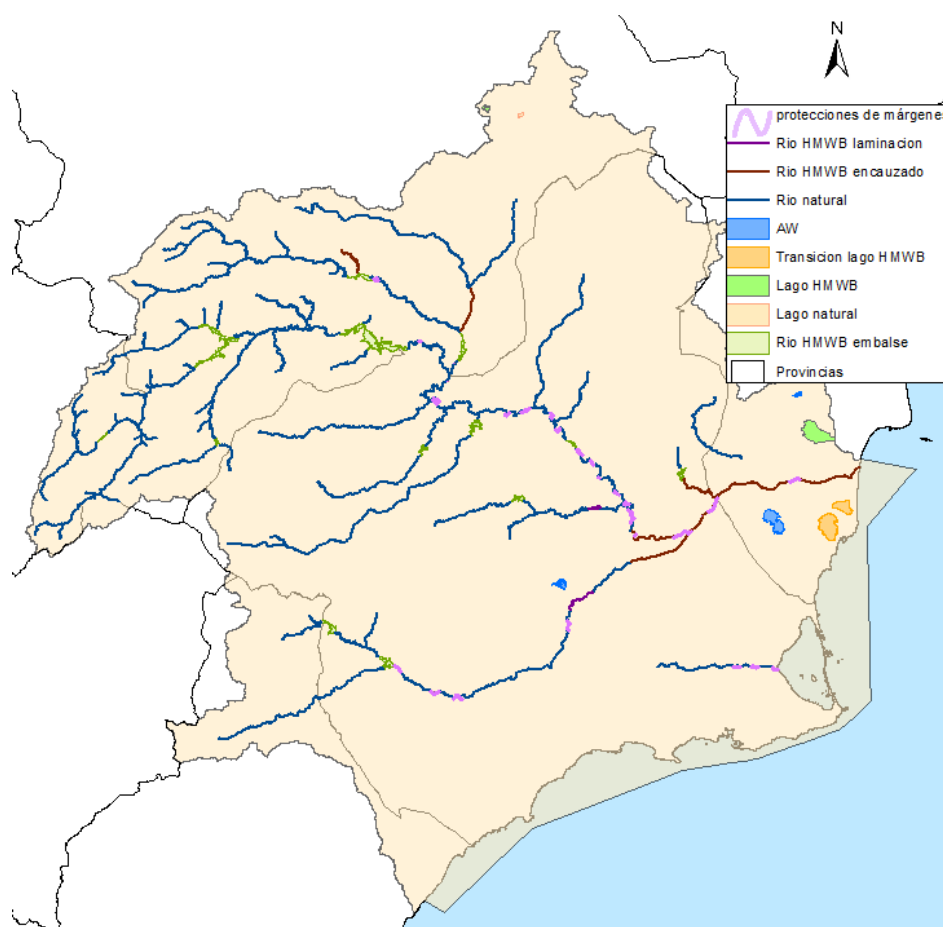 N
protecciones de márgenes
Rio HMWB laminacion
Rio HMWB encauzado
Rio natural
AW
Transicion lago HMWB
Lago HMWB
Lago natural
Rio HMWB embalse
Provincias